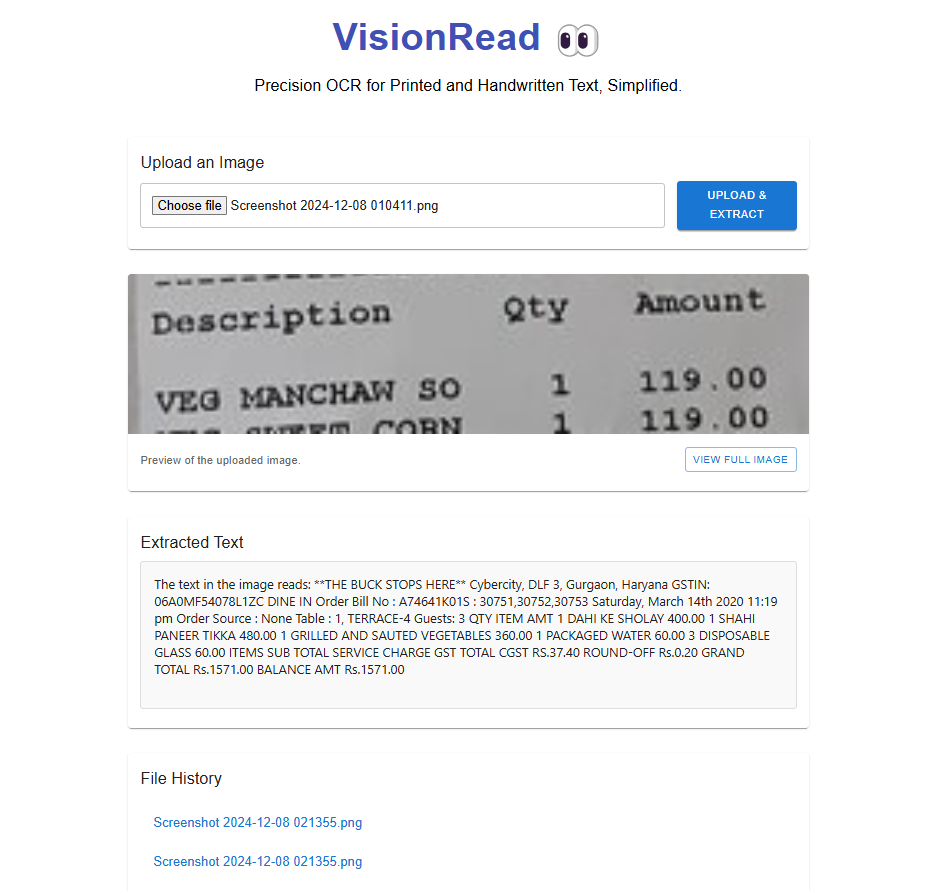 VisionRead 👀
Precision OCR for Printed and Handwritten Text, Simplified.
Upload an Image
Choose file Screenshot 2024-12-08 010411.png
UPLOAD &
EXTRACT
Description Qty Amount
VEG MANCHAW SO 1 119.00
VEG SWEET CORN 1 119.00
Preview of the uploaded image.
VIEW FULL IMAGE
Extracted Text
The text in the image reads: **THE BUCK STOPS HERE** Cybercity, DLF 3, Gurgaon, Haryana GSTIN:
06A0MF54078L1ZC DINE IN Order Bill No : A74641K01S : 30751,30752,30753 Saturday, March 14th 2020 11:19
pm Order Source : None Table : 1, TERRACE-4 Guests: 3 QTY ITEM AMT 1 DAHI KE SHOLAY 400.00 1 SHAHI
PANEER TIKKA 480.00 1 GRILLED AND SAUTED VEGETABLES 360.00 1 PACKAGED WATER 60.00 3 DISPOSABLE
GLASS 60.00 ITEMS SUB TOTAL SERVICE CHARGE GST TOTAL CGST RS.37.40 ROUND-OFF Rs.0.20 GRAND
TOTAL Rs.1571.00 BALANCE AMT Rs.1571.00
File History
Screenshot 2024-12-08 021355.png
Screenshot 2024-12-08 021355.png